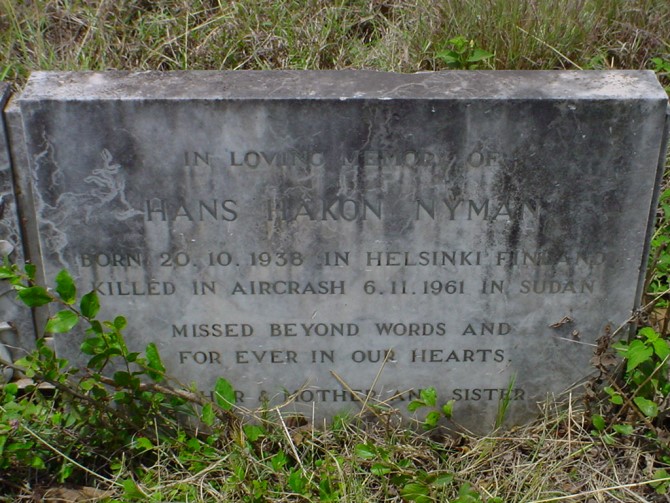 IN LOVING MEMORY OF
HANS HAKON NYMAN
BORN 20.10.1938 IN HELSINKI FINLAND
KILLED IN AIRCRASH 6.11.1961 IN SUDAN
MISSED BEYOND WORDS AND
FOR EVER IN OUR HEARTS.
& MOTHER AND SISTER